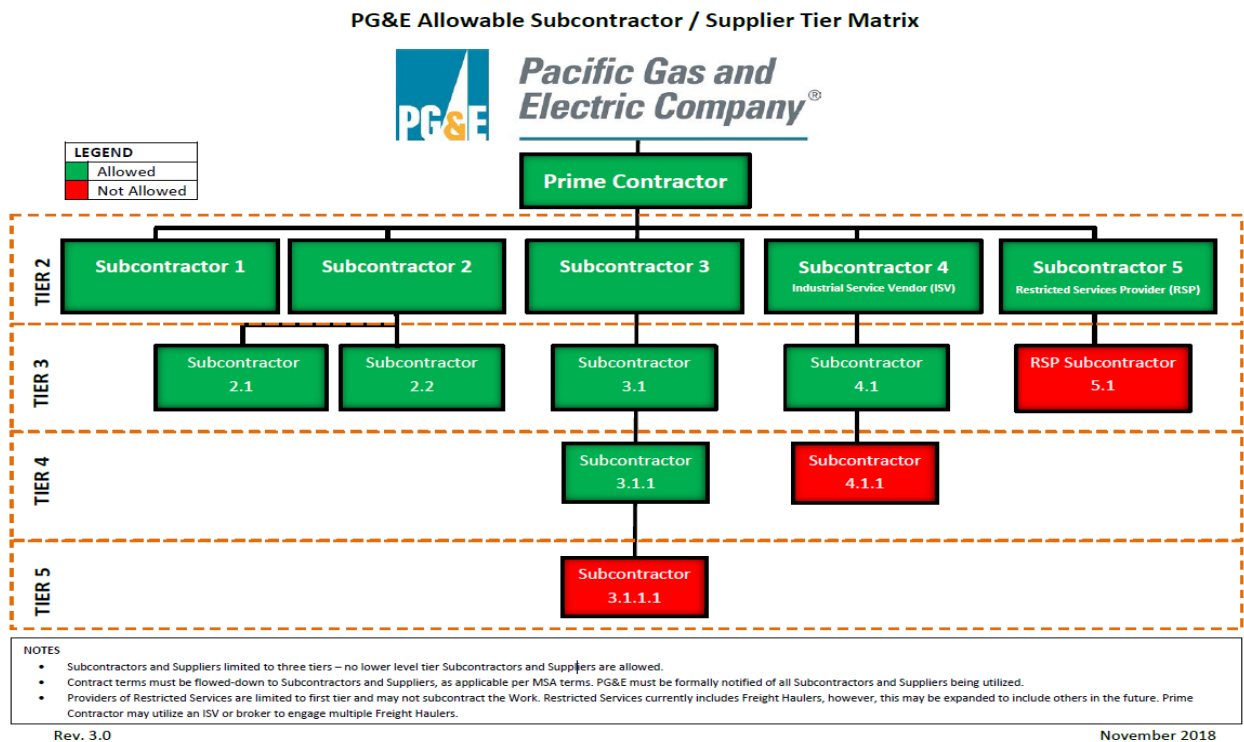 PG&E Allowable Subcontractor / Supplier Tier Matrix
PG&E
Pacific Gas and
Electric Company®
LEGEND
Allowed
Not Allowed
Prime Contractor
TIER 2
Subcontractor 1
Subcontractor 2
Subcontractor 3
Subcontractor 4
Industrial Service Vendor (ISV)
Subcontractor 5
Restricted Services Provider (RSP)
TIER 3
Subcontractor
2.1
Subcontractor
2.2
Subcontractor
3.1
Subcontractor
4.1
RSP Subcontractor
5.1
TIER 4
Subcontractor
3.1.1
Subcontractor
4.1.1
TIER 5
Subcontractor
3.1.1.1
NOTES
• Subcontractors and Suppliers limited to three tiers – no lower level tier Subcontractors and Suppliers are allowed.
• Contract terms must be flowed-down to Subcontractors and Suppliers, as applicable per MSA terms. PG&E must be formally notified of all Subcontractors and Suppliers being utilized.
• Providers of Restricted Services are limited to first tier and may not subcontract the Work. Restricted Services currently includes Freight Haulers, however, this may be expanded to include others in the future. Prime
Contractor may utilize an ISV or broker to engage multiple Freight Haulers.
Rev. 3.0
November 2018